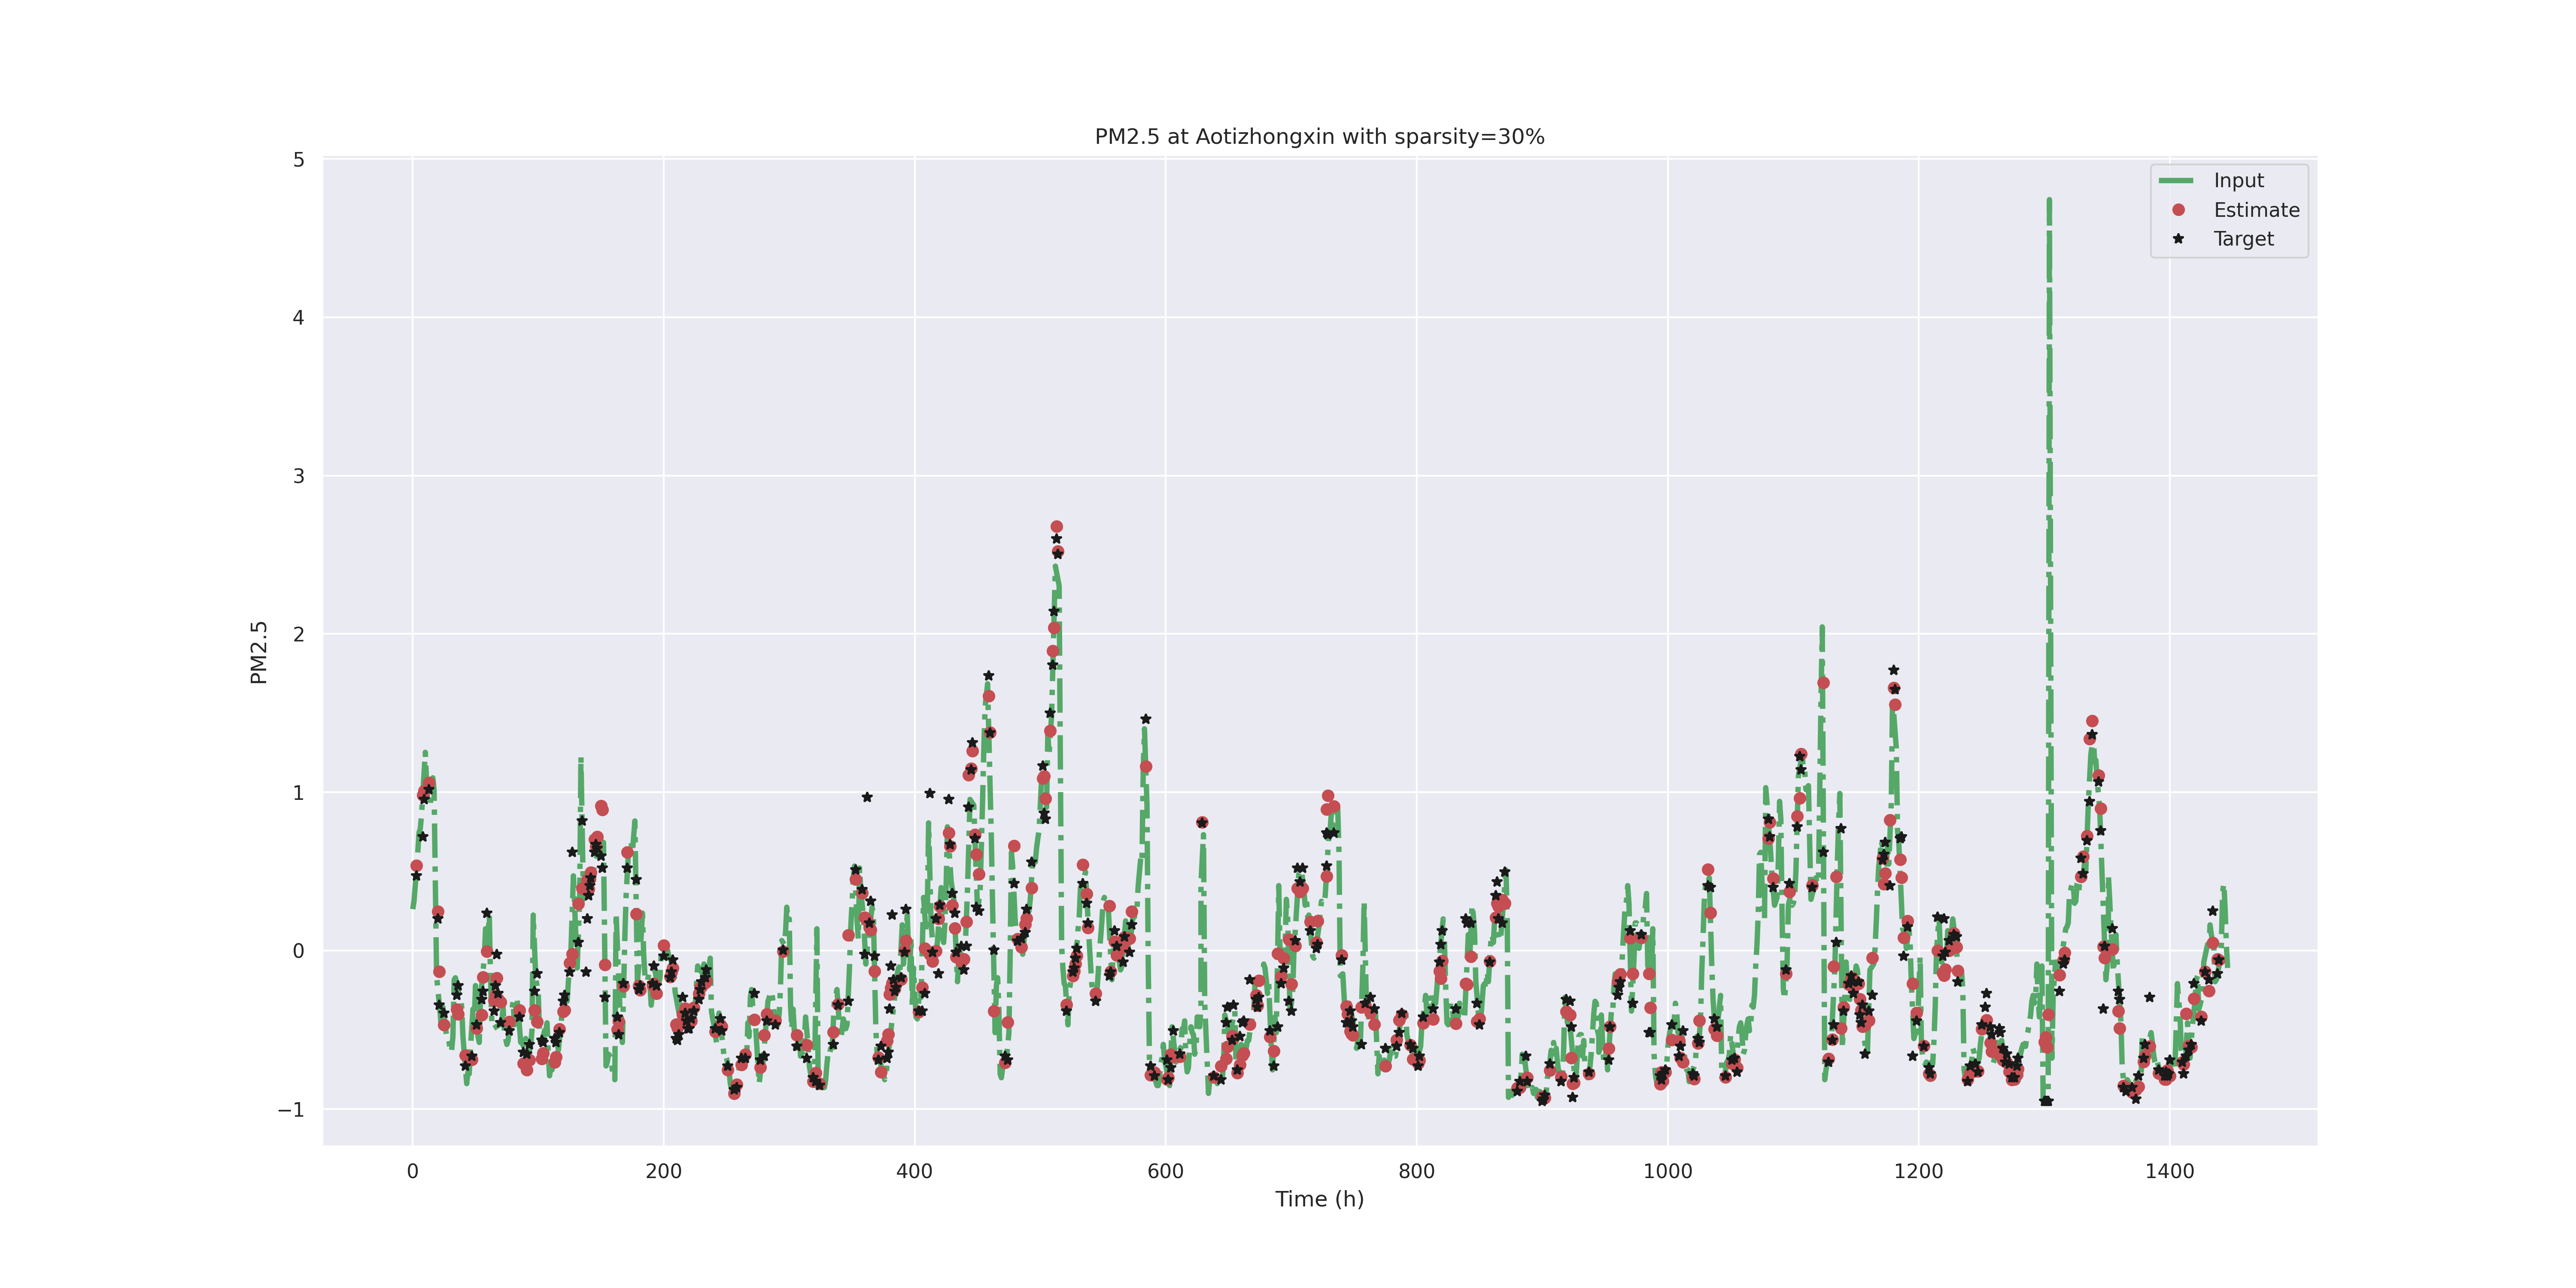 PM2.5 at Aotizhongxin with sparsity=30%
Input
Estimate
Target
5
4
3
2
1
0
−1
PM2.5
0 200 400 600 800 1000 1200 1400
Time (h)